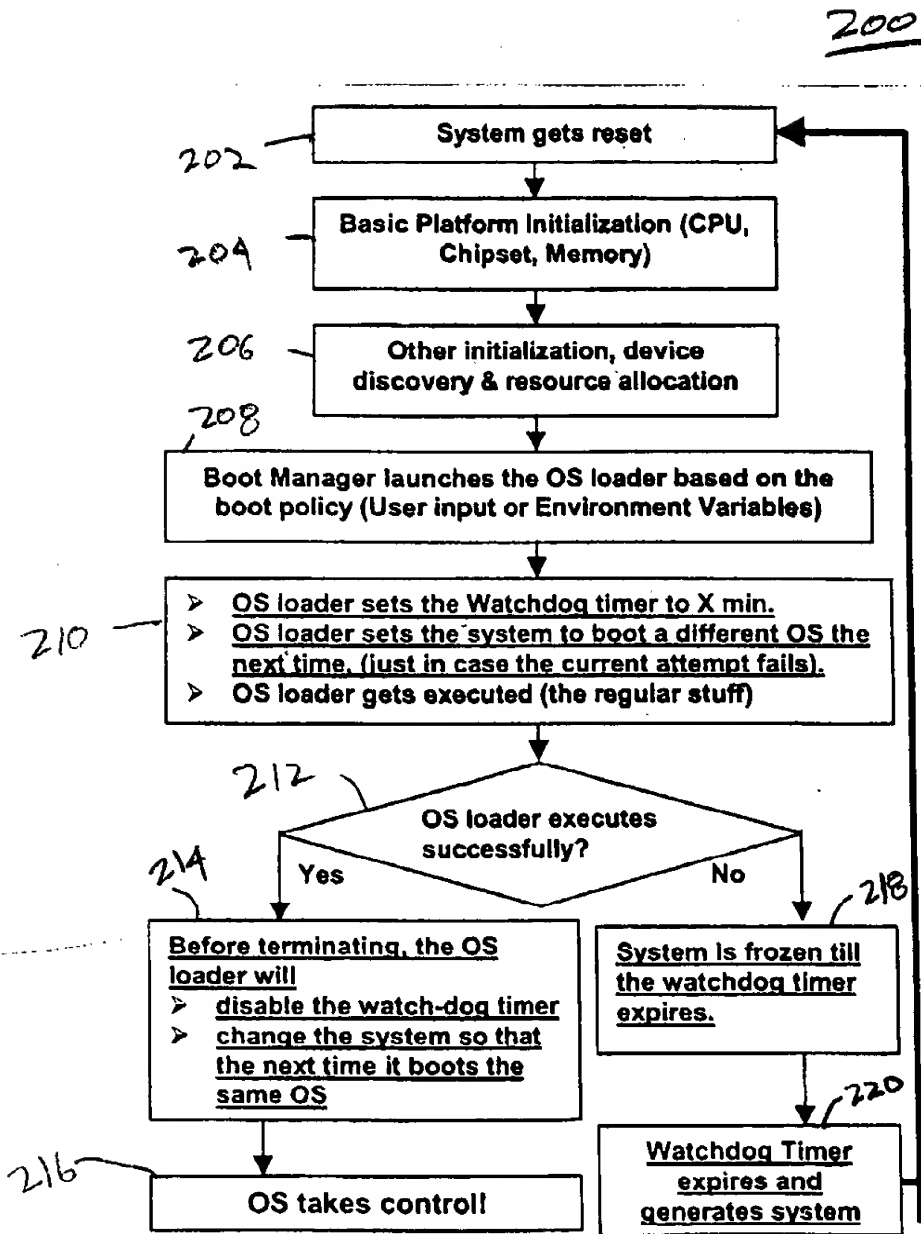 200
202
System gets reset
204
Basic Platform Initialization (CPU,
Chipset, Memory)
206
Other initialization, device
discovery & resource allocation
208
Boot Manager launches the OS loader based on the
boot policy (User input or Environment Variables)
210
➢ OS loader sets the Watchdog timer to X min.
➢ OS loader sets the system to boot a different OS the
next time, (just in case the current attempt fails).
➢ OS loader gets executed (the regular stuff)
212
OS loader executes
successfully?
Yes
No
214
Before terminating, the OS
loader will
➢ disable the watch-dog timer
➢ change the system so that
the next time it boots the
same OS
218
System is frozen till
the watchdog timer
expires.
216
OS takes control!
220
Watchdog Timer
expires and
generates system